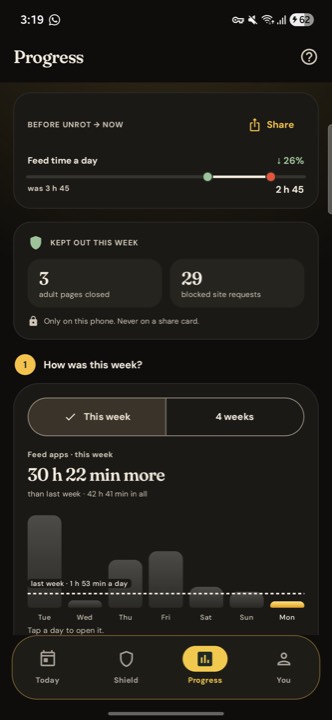 3:19
62
Progress
BEFORE UNROT → NOW
Share
Feed time a day
↓ 26%
was 3 h 45
2 h 45
KEPT OUT THIS WEEK
3
adult pages closed
29
blocked site requests
Only on this phone. Never on a share card.
1 How was this week?
✓ This week
4 weeks
Feed apps · this week
30 h 22 min more
than last week · 42 h 41 min in all
last week · 1 h 53 min a day
Tue Wed Thu Fri Sat Sun Mon
Tap a day to open it.
Today Shield Progress You